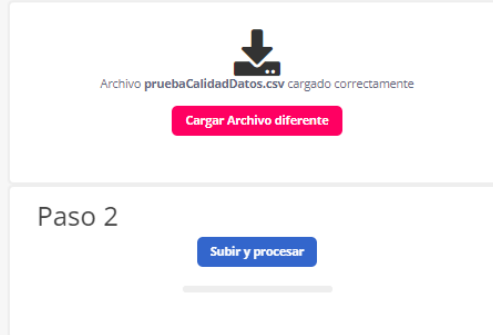 Archivo pruebaCalidadDatos.csv cargado correctamente
Cargar Archivo diferente
Paso 2
Subir y procesar